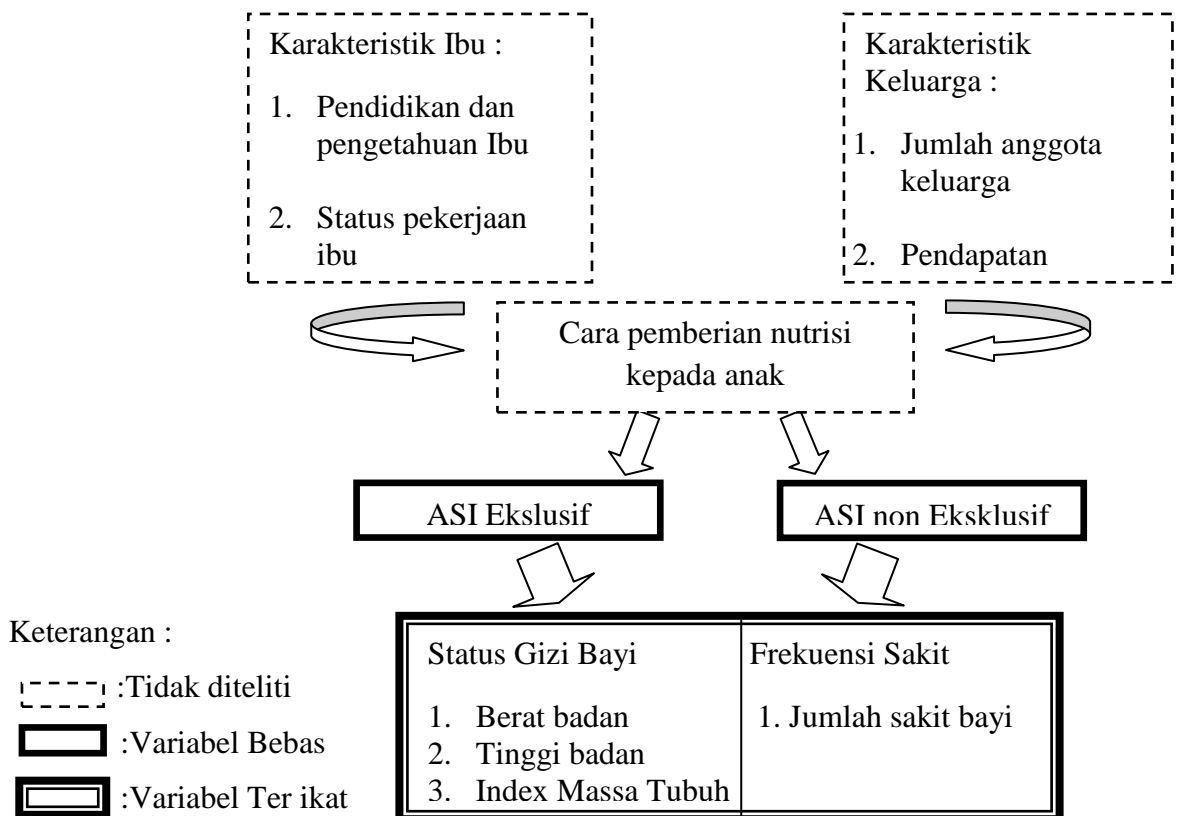 Karakteristik Ibu :
1. Pendidikan dan
pengetahuan Ibu
2. Status pekerjaan
ibu
Karakteristik
Keluarga :
1. Jumlah anggota
keluarga
2. Pendapatan
Cara pemberian nutrisi
kepada anak
ASI Ekslusif
ASI non Eksklusif
Status Gizi Bayi
1. Berat badan
2. Tinggi badan
3. Index Massa Tubuh
Frekuensi Sakit
1. Jumlah sakit bayi
Keterangan :
:Tidak diteliti
:Variabel Bebas
:Variabel Ter ikat